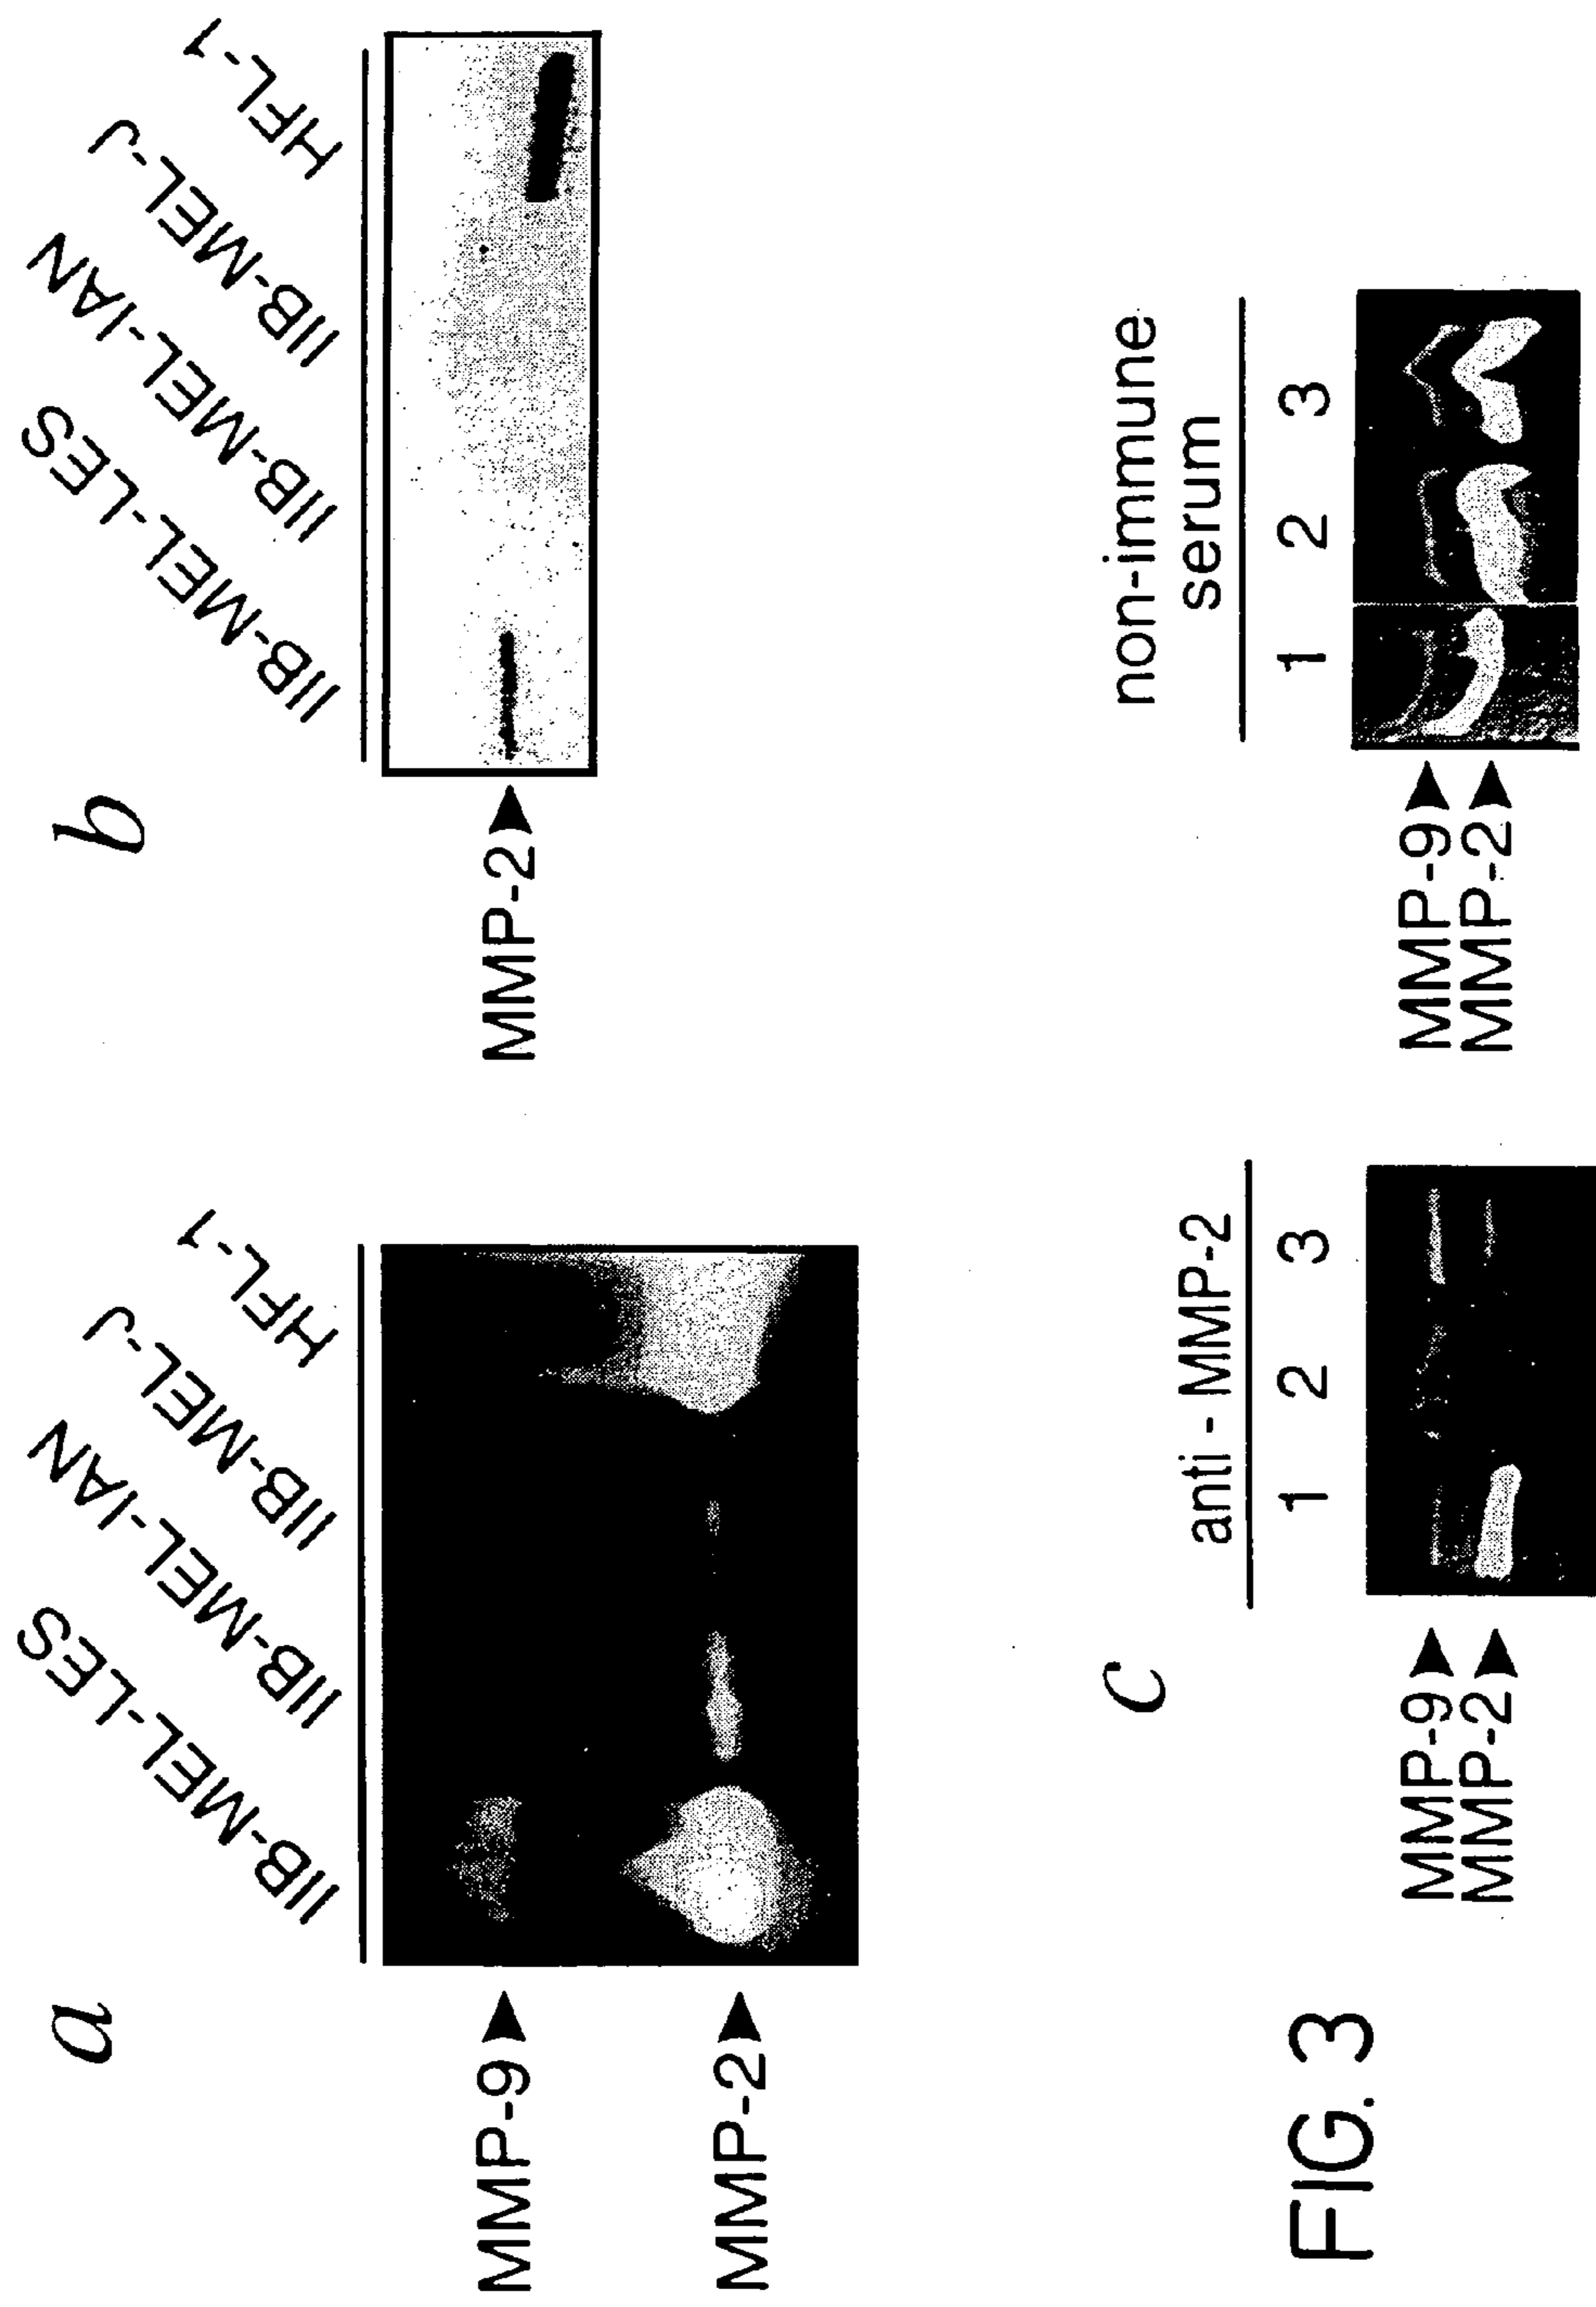 a
IIB-MEL-LES
IIB-MEL-IAN
IIB-MEL-J
HFL-1
MMP-9
MMP-2
b
IIB-MEL-LES
IIB-MEL-IAN
IIB-MEL-J
HFL-1
MMP-2
c
anti - MMP-2
1 2 3
MMP-9
MMP-2
non-immune
serum
1 2 3
MMP-9
MMP-2
FIG. 3